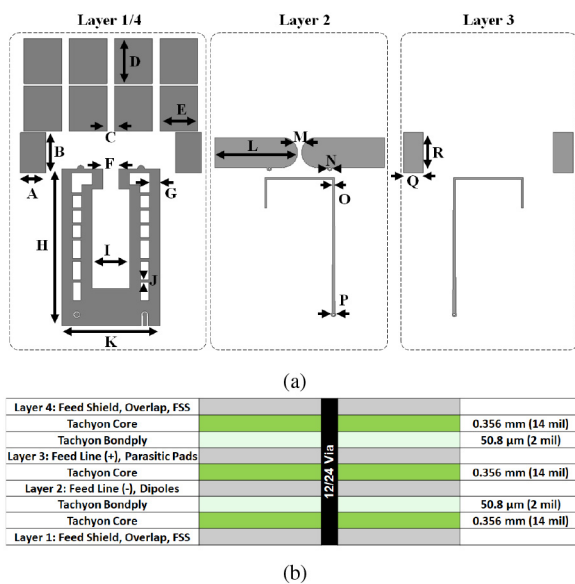 Layer 1/4
Layer 2
Layer 3
D
E
C
B
A
F
G
H
I
J
K
L
M
N
O
P
R
Q
(a)
Layer 4: Feed Shield, Overlap, FSS
Tachyon Core 0.356 mm (14 mil)
Tachyon Bondply 50.8 µm (2 mil)
Layer 3: Feed Line (+), Parasitic Pads
Tachyon Core 0.356 mm (14 mil)
Layer 2: Feed Line (-), Dipoles
Tachyon Bondply 50.8 µm (2 mil)
Tachyon Core 0.356 mm (14 mil)
Layer 1: Feed Shield, Overlap, FSS
12/24 Via
(b)